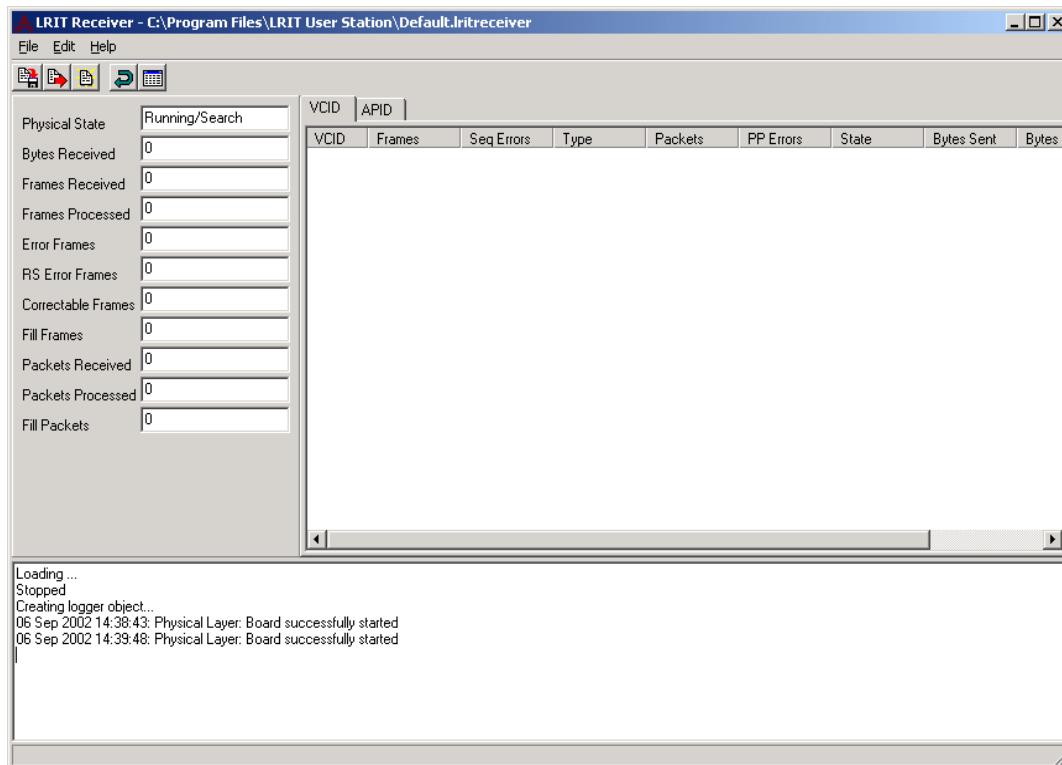 LRIT Receiver - C:\Program Files\LRIT User Station\Default.lritreceiver
File Edit Help
Physical State Running/Search
Bytes Received 0
Frames Received 0
Frames Processed 0
Error Frames 0
RS Error Frames 0
Correctable Frames 0
Fill Frames 0
Packets Received 0
Packets Processed 0
Fill Packets 0
VCID APID
VCID Frames Seq Errors Type Packets PP Errors State Bytes Sent Bytes
Loading ...
Stopped
Creating logger object...
06 Sep 2002 14:38:43: Physical Layer: Board successfully started
06 Sep 2002 14:39:48: Physical Layer: Board successfully started